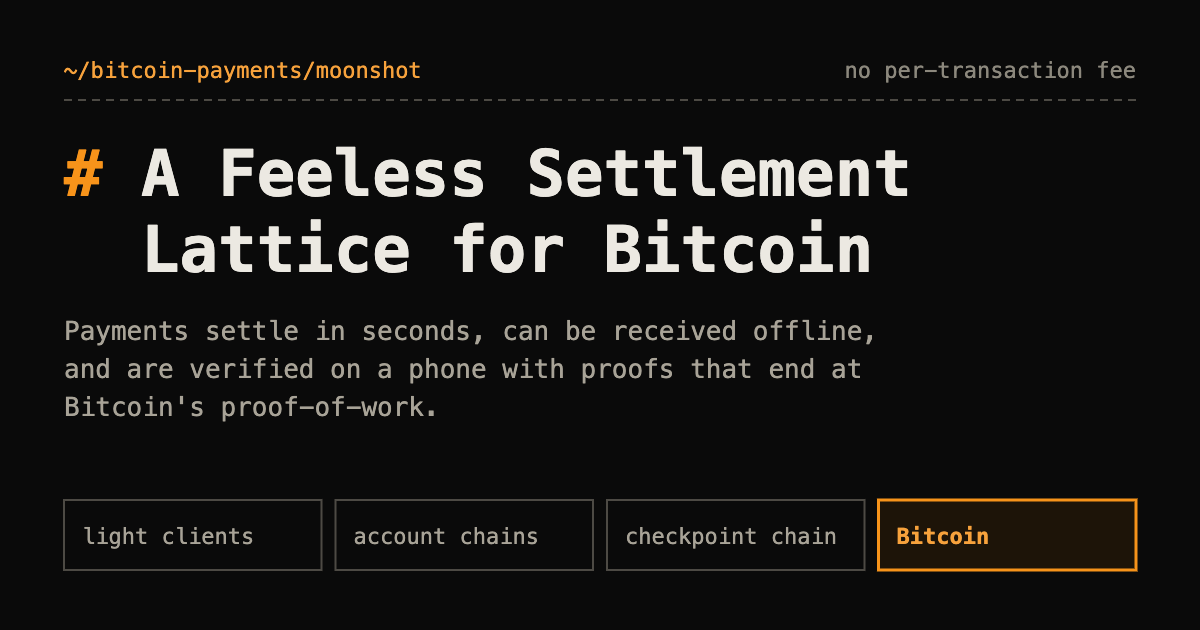 ~/bitcoin-payments/moonshot
no per-transaction fee
# A Feeless Settlement
Lattice for Bitcoin
Payments settle in seconds, can be received offline,
and are verified on a phone with proofs that end at
Bitcoin's proof-of-work.
light clients
account chains
checkpoint chain
Bitcoin